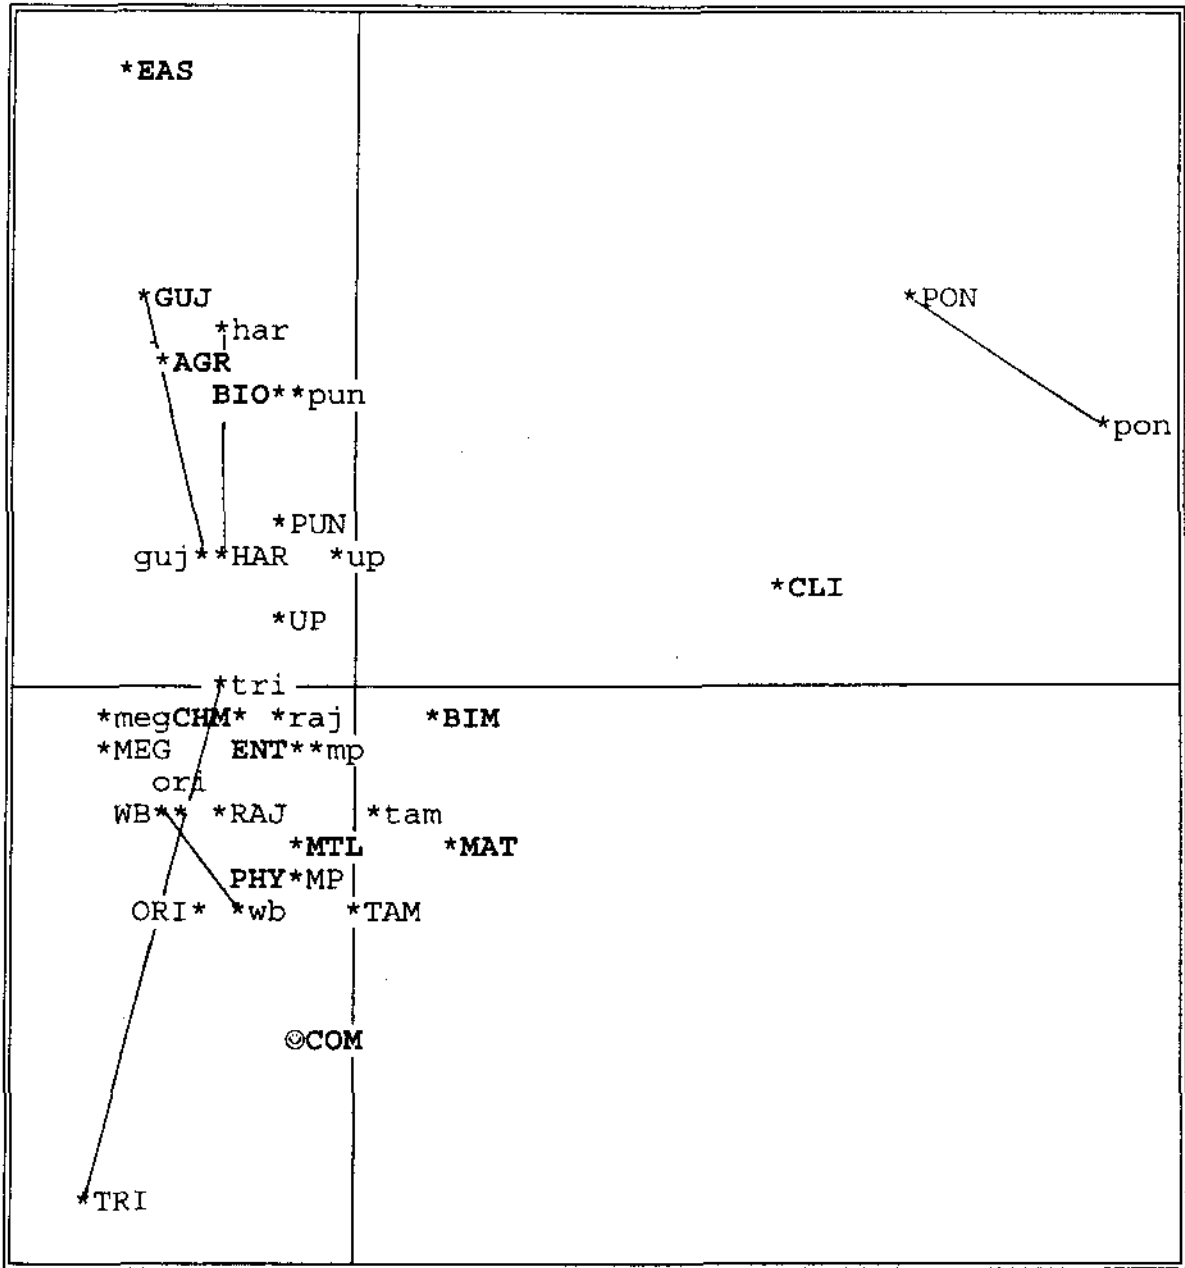 *EAS
*GUJ *PON
*har
*AGR
BIO**pun
*pon
*PUN
guj**HAR *up
*CLI
*UP
*tri
*megCHM* *raj *BIM
*MEG ENT**mp
ori
WB** *RAJ *tam
*MTL *MAT
PHY*MP
ORI* *wb *TAM
☺COM
*TRI